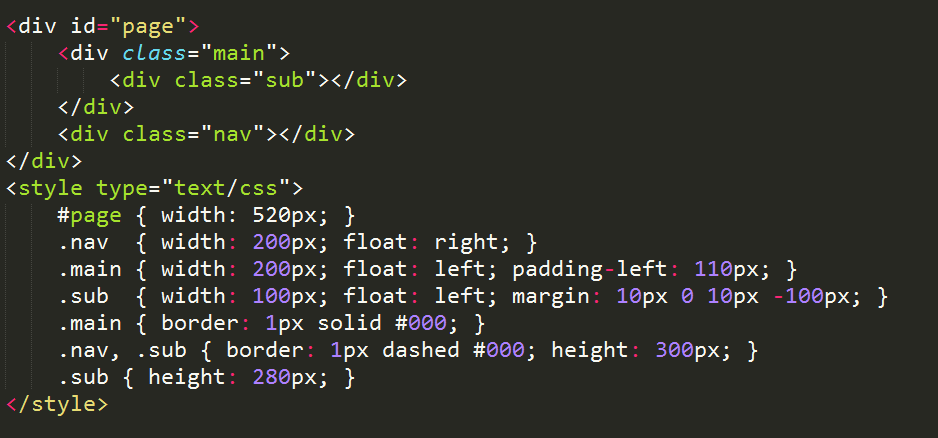 <div id="page">
    <div class="main">
        <div class="sub"></div>
    </div>
    <div class="nav"></div>
</div>
<style type="text/css">
    #page { width: 520px; }
    .nav  { width: 200px; float: right; }
    .main { width: 200px; float: left; padding-left: 110px; }
    .sub  { width: 100px; float: left; margin: 10px 0 10px -100px; }
    .main { border: 1px solid #000; }
    .nav, .sub { border: 1px dashed #000; height: 300px; }
    .sub { height: 280px; }
</style>